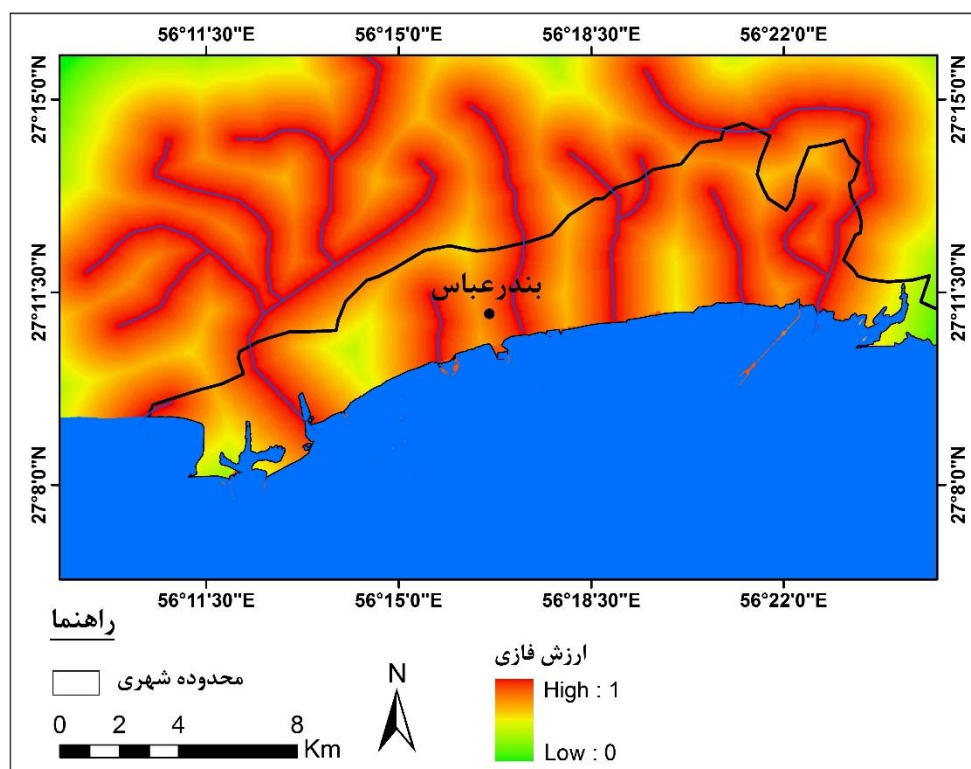 56°11'30"E 56°15'0"E 56°18'30"E 56°22'0"E
27°15'0"N 27°15'0"N
27°11'30"N 27°11'30"N
بندرعباس
27°8'0"N 27°8'0"N
56°11'30"E 56°15'0"E 56°18'30"E 56°22'0"E
راهنما
محدوده شهری
0 2 4 8
Km
N
ارزش فازی
High : 1
Low : 0